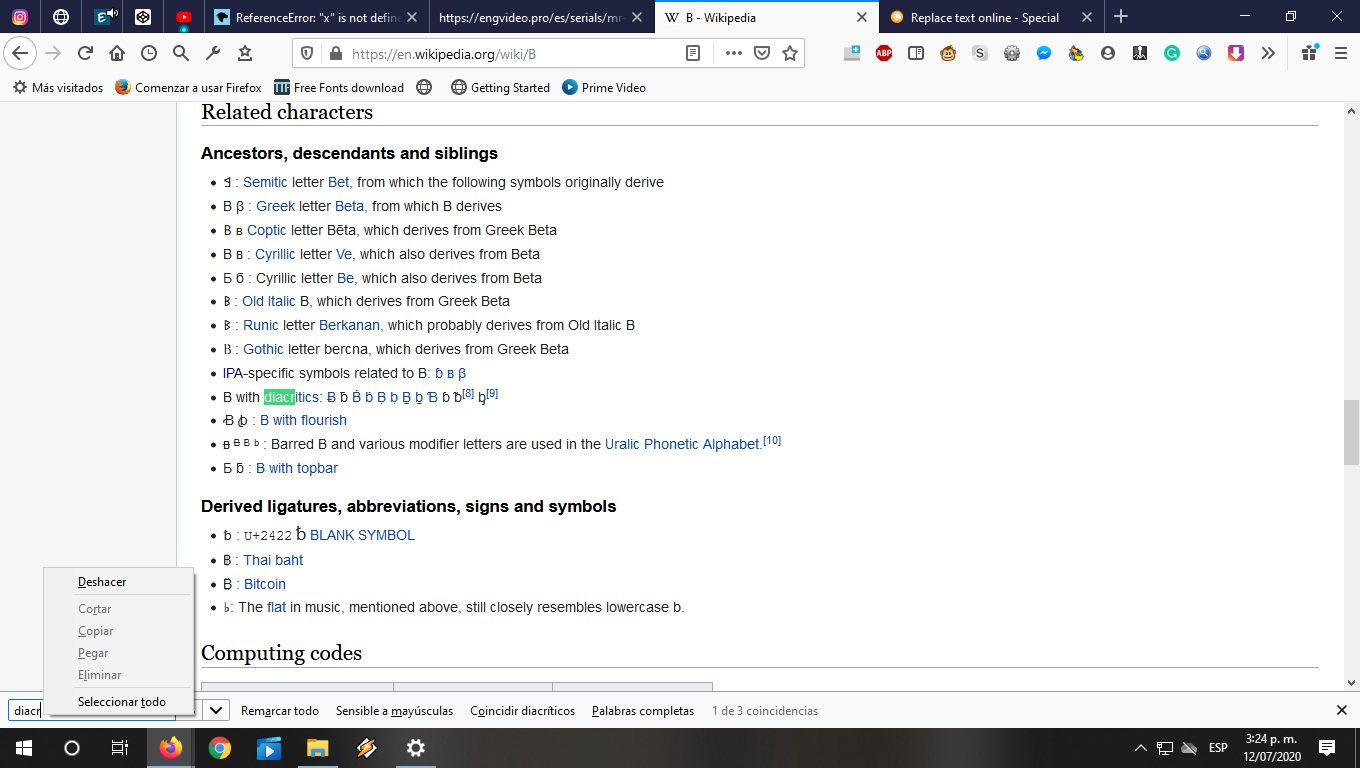 ReferenceError: "x" is not define
https://engvideo.pro/es/serials/mr-
B - Wikipedia
Replace text online - Special
https://en.wikipedia.org/wiki/B
Más visitados
Comenzar a usar Firefox
Free Fonts download
Getting Started
Prime Video
Related characters
Ancestors, descendants and siblings
𐤁 : Semitic letter Bet, from which the following symbols originally derive
Β β : Greek letter Beta, from which B derives
Ⲃ ⲃ Coptic letter Bēta, which derives from Greek Beta
В в : Cyrillic letter Ve, which also derives from Beta
Б б : Cyrillic letter Be, which also derives from Beta
𐌁 : Old Italic B, which derives from Greek Beta
ᛒ : Runic letter Berkanan, which probably derives from Old Italic B
𐌱 : Gothic letter bercna, which derives from Greek Beta
IPA-specific symbols related to B: ɓ ʙ β
B with diacritics: Ƀ ƀ Ḃ ḃ Ḅ ḅ Ḇ ḇ Ɓ ɓ ᵬ[8] ᶀ[9]
Ꞗ ꞗ : B with flourish
ᴃ ᴯ ᴮ ᵇ : Barred B and various modifier letters are used in the Uralic Phonetic Alphabet.[10]
Ƃ ƃ : B with topbar
Derived ligatures, abbreviations, signs and symbols
␢ : U+2422 ␢ BLANK SYMBOL
฿ : Thai baht
₿ : Bitcoin
♭: The flat in music, mentioned above, still closely resembles lowercase b.
Computing codes
Deshacer
Cortar
Copiar
Pegar
Eliminar
Seleccionar todo
diacr
Remarcar todo
Sensible a mayúsculas
Coincidir diacríticos
Palabras completas
1 de 3 coincidencias
ESP
3:24 p. m.
12/07/2020